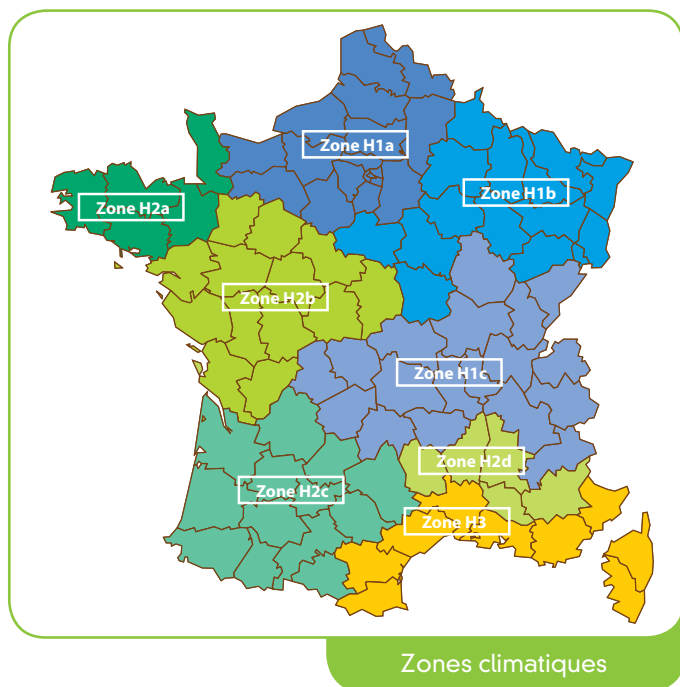 Zone H1a
Zone H1b
Zone H2a
Zone H2b
Zone H1c
Zone H2d
Zone H2c
Zone H3
Zones climatiques